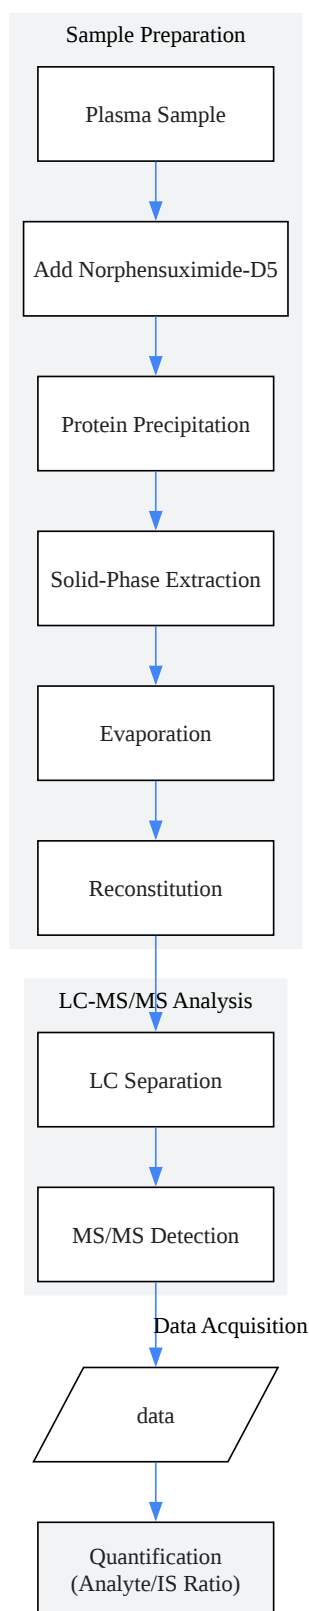 Sample Preparation
Plasma Sample
Add Norphensuximide-D5
Protein Precipitation
Solid-Phase Extraction
Evaporation
Reconstitution
LC-MS/MS Analysis
LC Separation
MS/MS Detection
Data Acquisition
data
Quantification
(Analyte/IS Ratio)